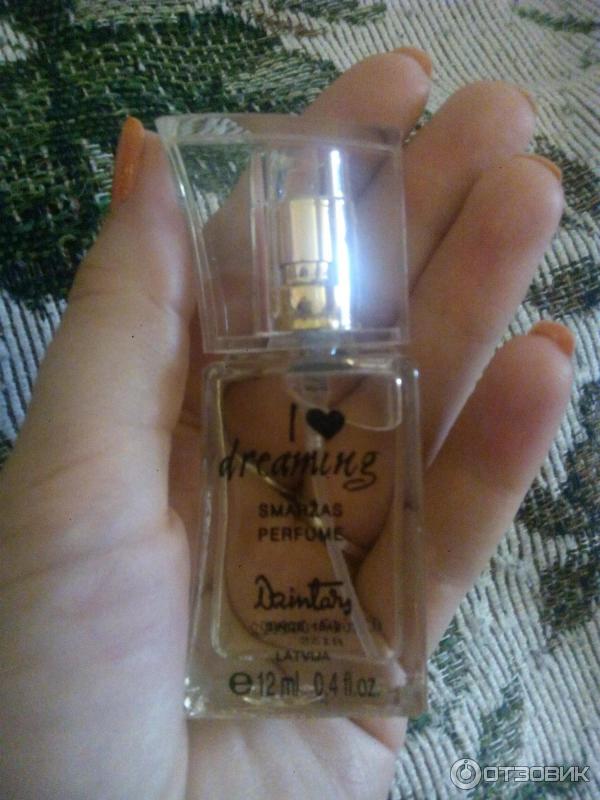 I ♥
dreaming
SMARŽAS
PERFUME
Dzintars
LATVIJA
e 12 ml 0.4 fl.oz.
ОТЗОВИК